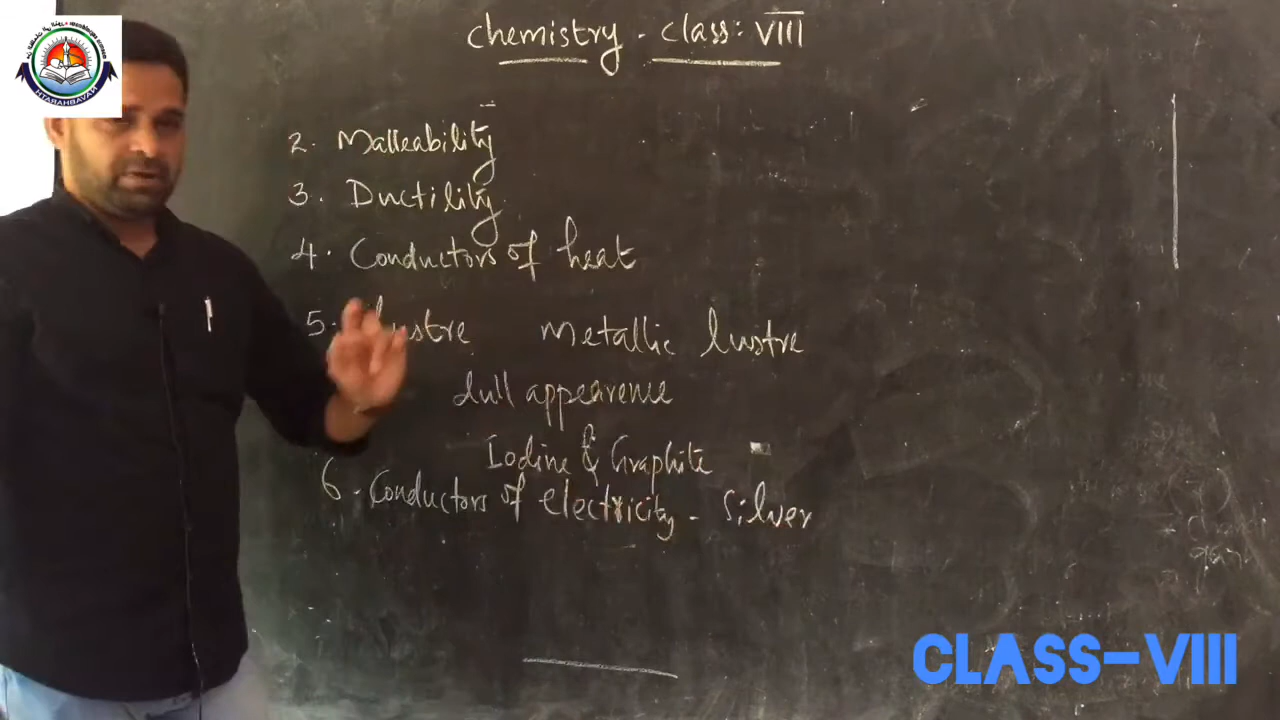 chemistry - class: VIII
2. Malleability
3. Ductility
4. Conductors of heat
5. lustre Metallic lustre
dull appearence
Iodine & Graphite
6. Conductors of electricity - Silver
CLASS-VIII